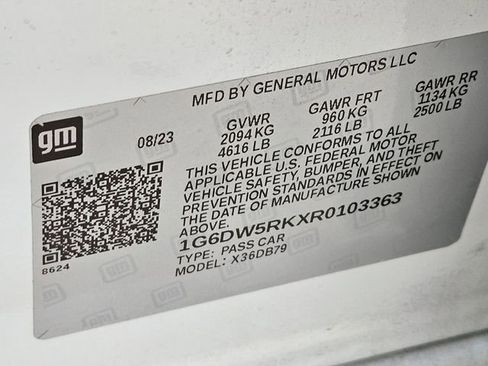 MFD BY GENERAL MOTORS LLC
gm
08/23
GVWR
2094 KG
4616 LB
GAWR FRT
960 KG
2116 LB
GAWR RR
1134 KG
2500 LB
THIS VEHICLE CONFORMS TO ALL
APPLICABLE U.S. FEDERAL MOTOR
VEHICLE SAFETY, BUMPER, AND THEFT
PREVENTION STANDARDS IN EFFECT ON
THE DATE OF MANUFACTURE SHOWN
ABOVE.
1G6DW5RKXR0103363
TYPE: PASS CAR
MODEL: X36DB79
8624